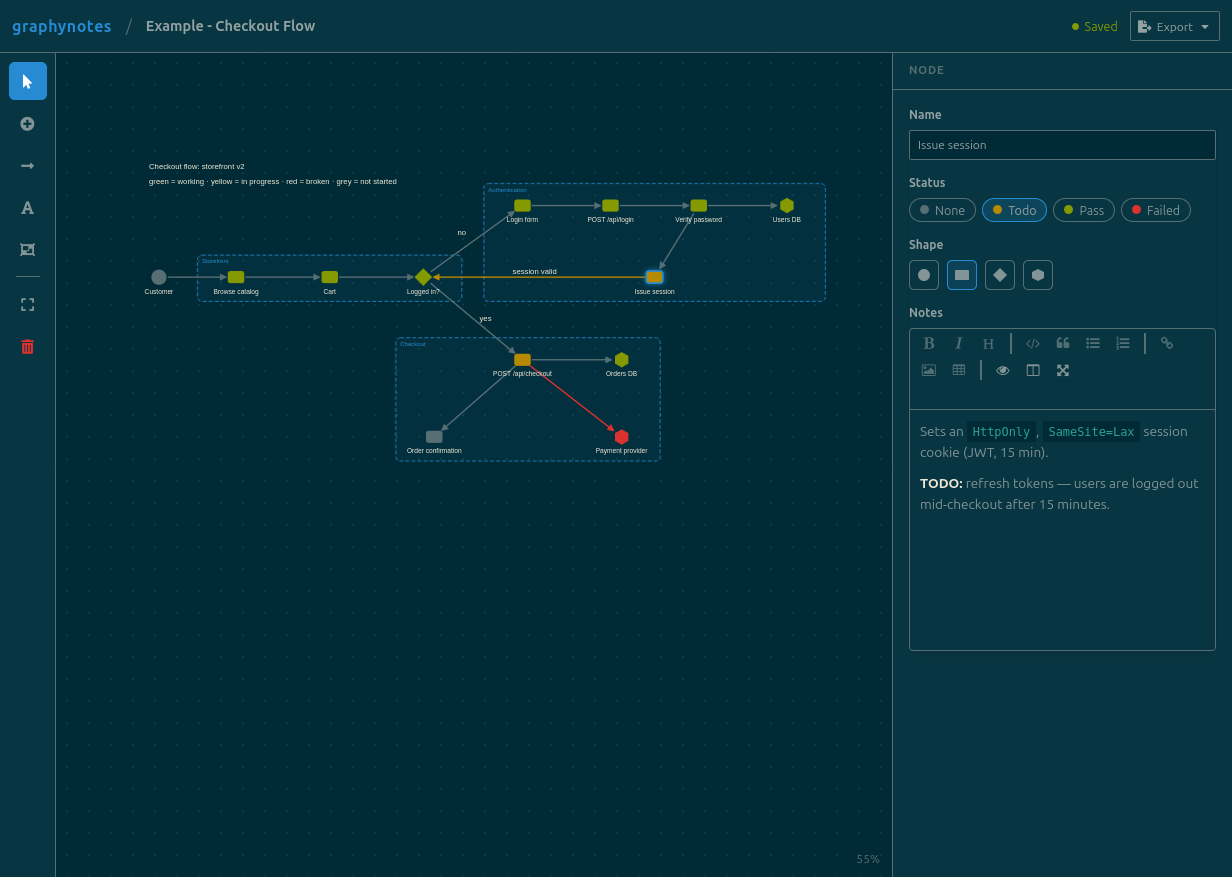 graphynotes / Example - Checkout Flow
Saved
Export
NODE
Name
Issue session
Status
None
Todo
Pass
Failed
Shape
Notes
B I H
Sets an HttpOnly, SameSite=Lax session
cookie (JWT, 15 min).
TODO: refresh tokens — users are logged out
mid-checkout after 15 minutes.
A
Checkout flow: storefront v2
green = working · yellow = in progress · red = broken · grey = not started
Authentication
Login form
POST /api/login
Verify password
Users DB
no
Storefront
session valid
Customer
Browse catalog
Cart
Logged in?
Issue session
yes
Checkout
POST /api/checkout
Orders DB
Order confirmation
Payment provider
55%